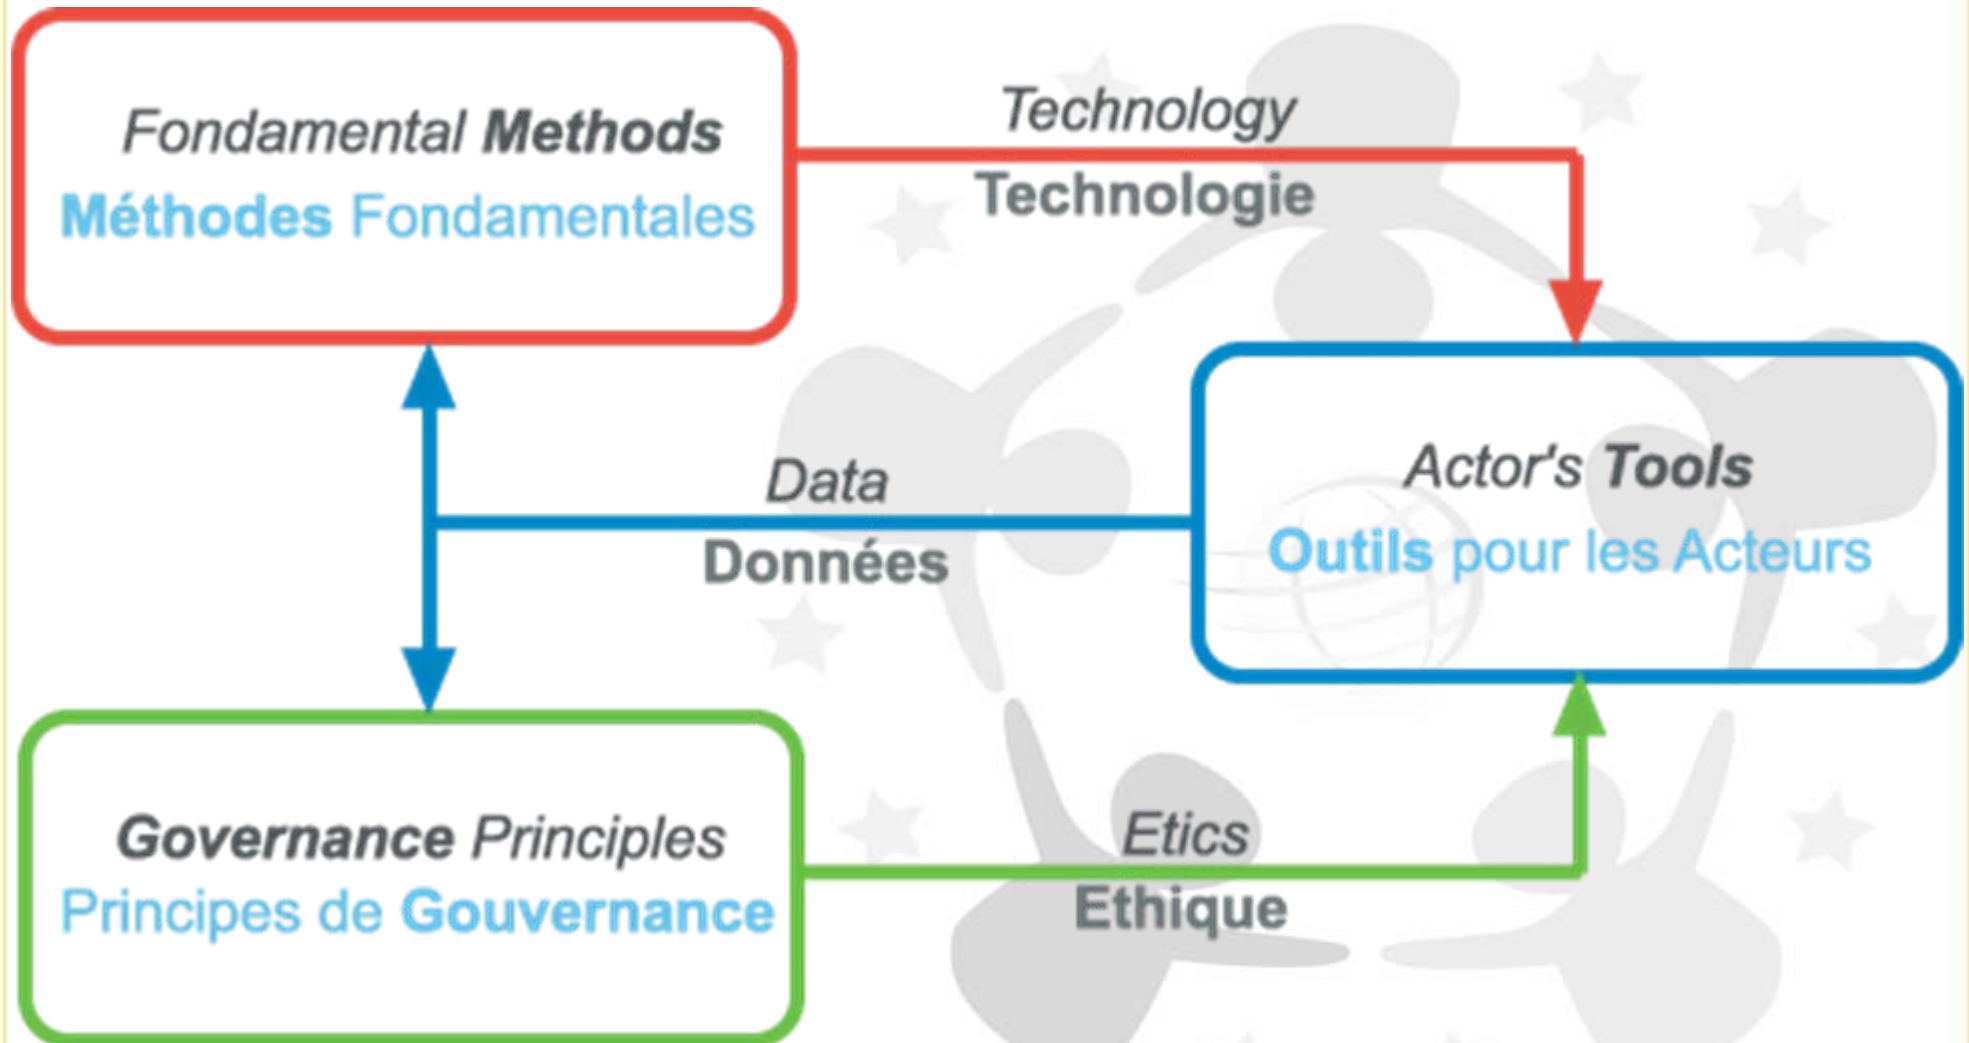 Fondamental Methods
Méthodes Fondamentales
Technology
Technologie
Data
Données
Actor's Tools
Outils pour les Acteurs
Governance Principles
Principes de Gouvernance
Etics
Ethique